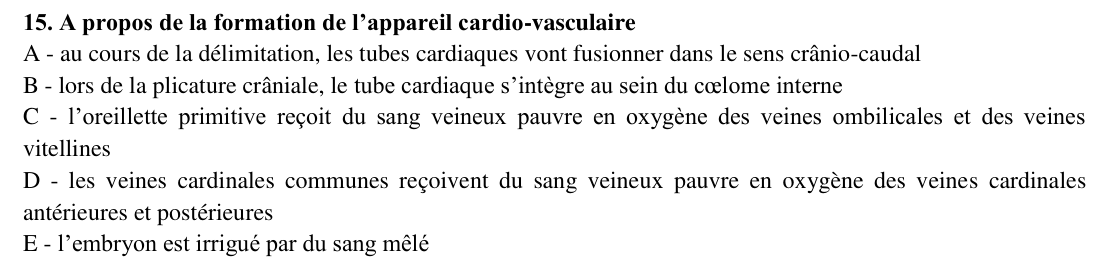 15. A propos de la formation de l’appareil cardio-vasculaire
A - au cours de la délimitation, les tubes cardiaques vont fusionner dans le sens crânio-caudal
B - lors de la plicature crâniale, le tube cardiaque s’intègre au sein du cœlome interne
C - l’oreillette primitive reçoit du sang veineux pauvre en oxygène des veines ombilicales et des veines
vitellines
D - les veines cardinales communes reçoivent du sang veineux pauvre en oxygène des veines cardinales
antérieures et postérieures
E - l’embryon est irrigué par du sang mêlé